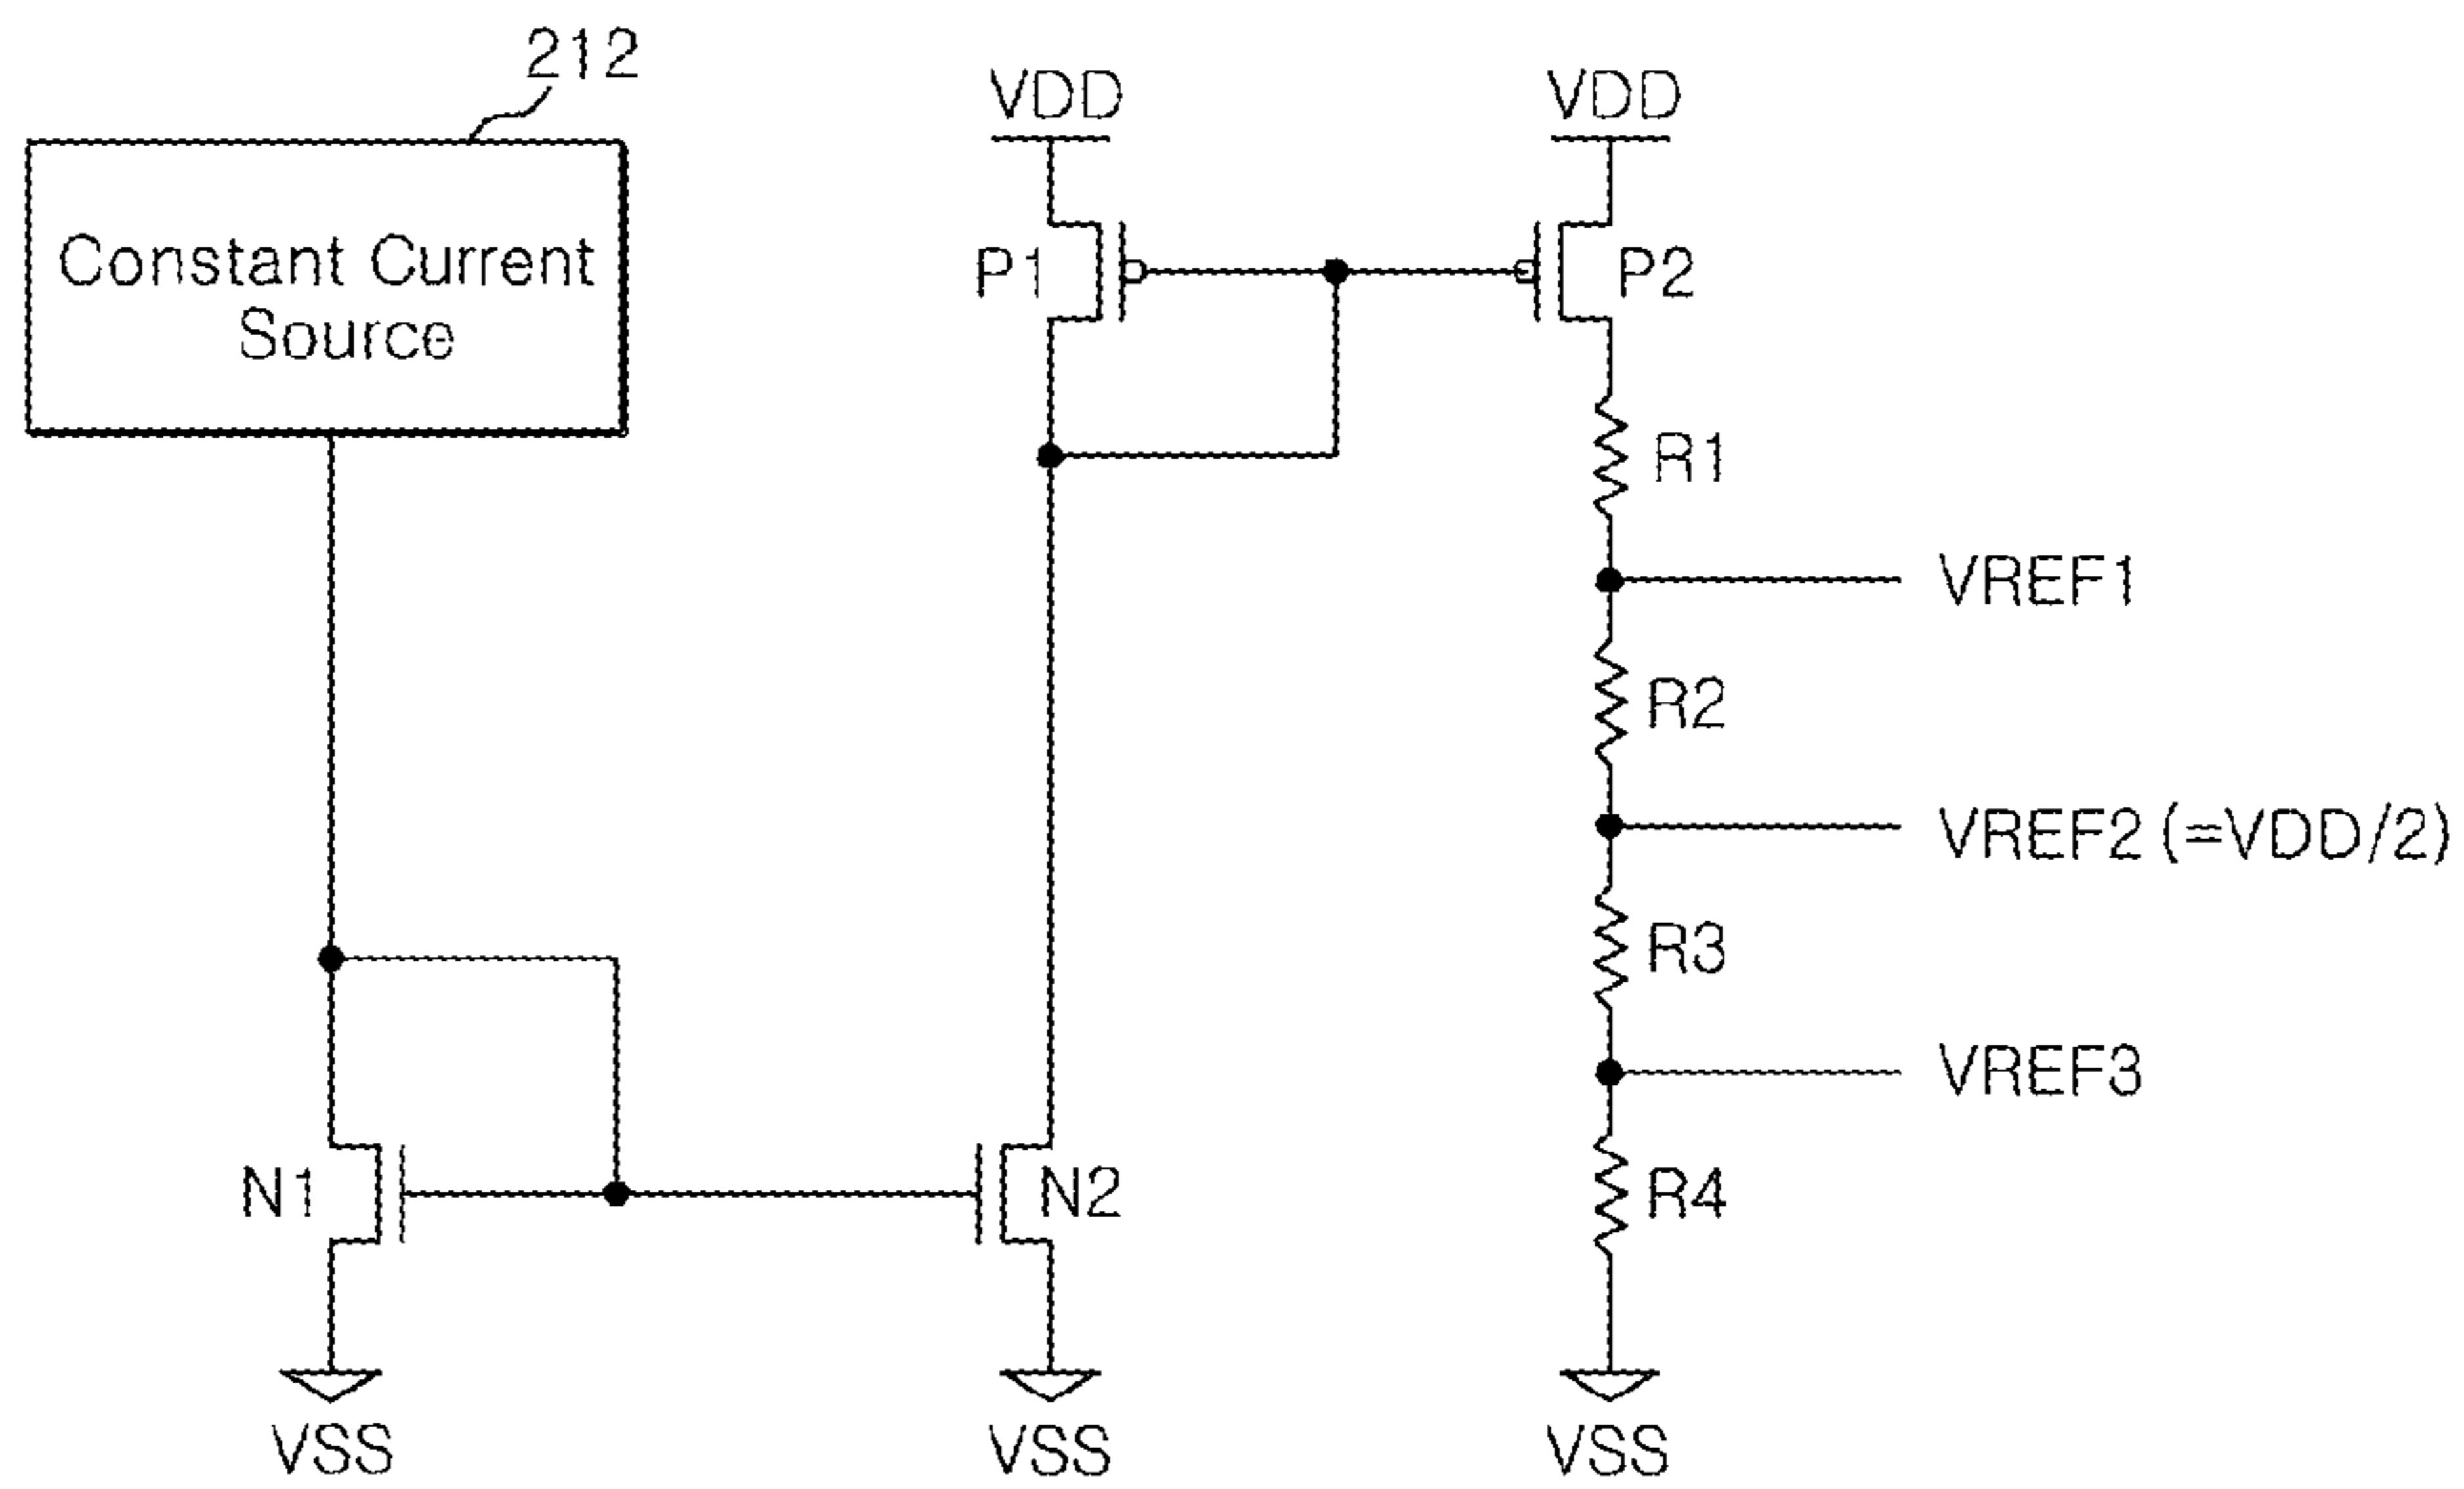 212
VDD
VDD
Constant Current
Source
P1
P2
R1
VREF1
R2
VREF2 (=VDD/2)
R3
VREF3
N1
N2
R4
VSS
VSS
VSS